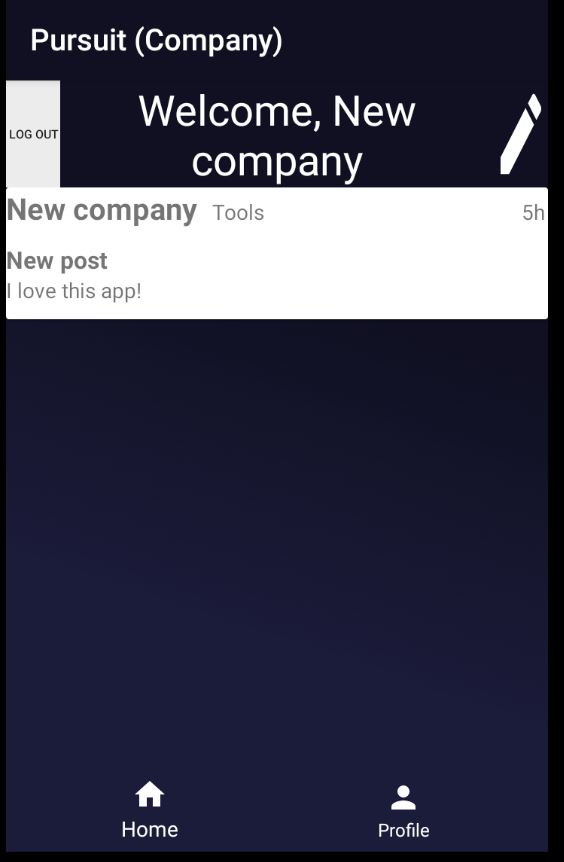 Pursuit (Company)
LOG OUT
Welcome, New
company
New company Tools 5h
New post
I love this app!
Home Profile